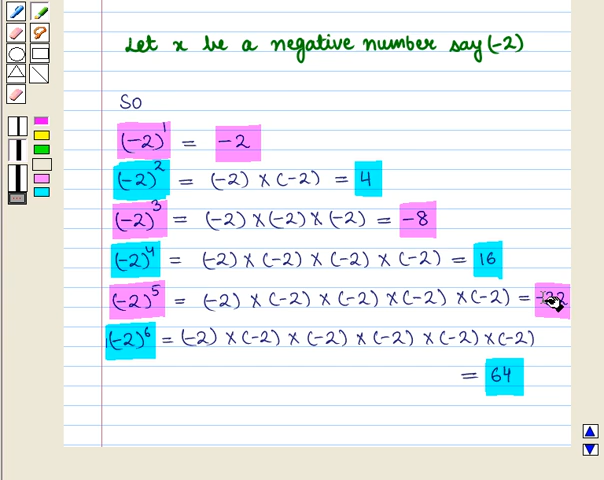 Let x be a negative number say (-2)
So
(-2)¹ = -2
(-2)² = (-2) × (-2) = 4
(-2)³ = (-2) × (-2) × (-2) = -8
(-2)⁴ = (-2) × (-2) × (-2) × (-2) = 16
(-2)⁵ = (-2) × (-2) × (-2) × (-2) × (-2) =
(-2)⁶ = (-2) × (-2) × (-2) × (-2) × (-2) × (-2)
= 64